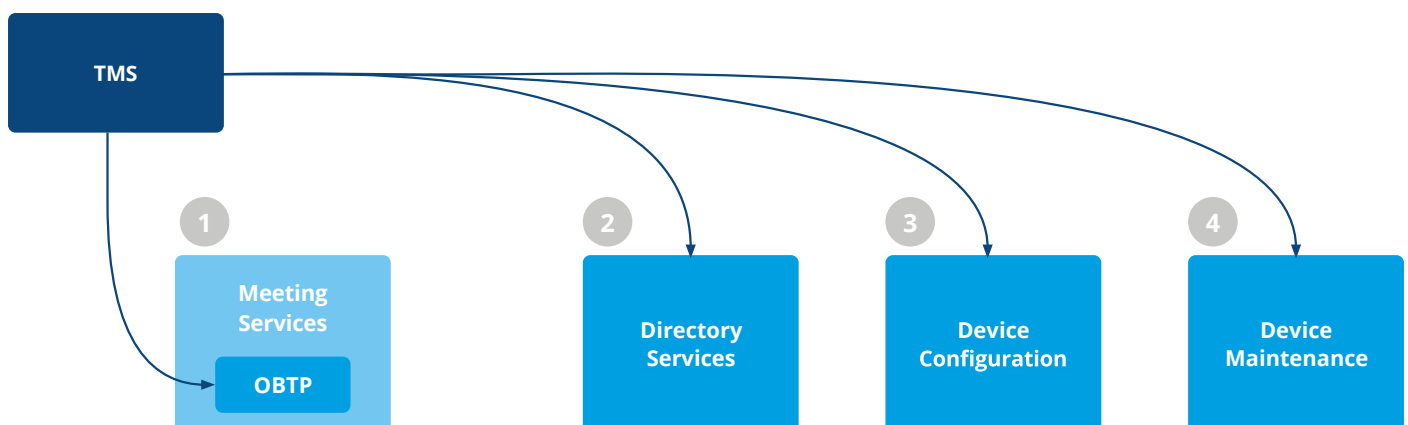 TMS
1
Meeting
Services
OBTP
2
Directory
Services
3
Device
Configuration
4
Device
Maintenance